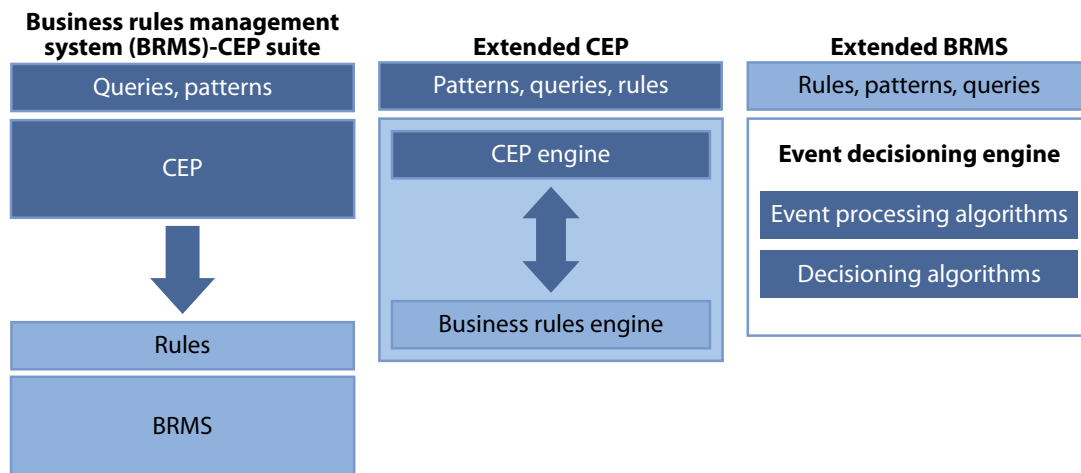 Business rules management
system (BRMS)-CEP suite
Queries, patterns
CEP
Rules
BRMS
Extended CEP
Patterns, queries, rules
CEP engine
Business rules engine
Extended BRMS
Rules, patterns, queries
Event decisioning engine
Event processing algorithms
Decisioning algorithms